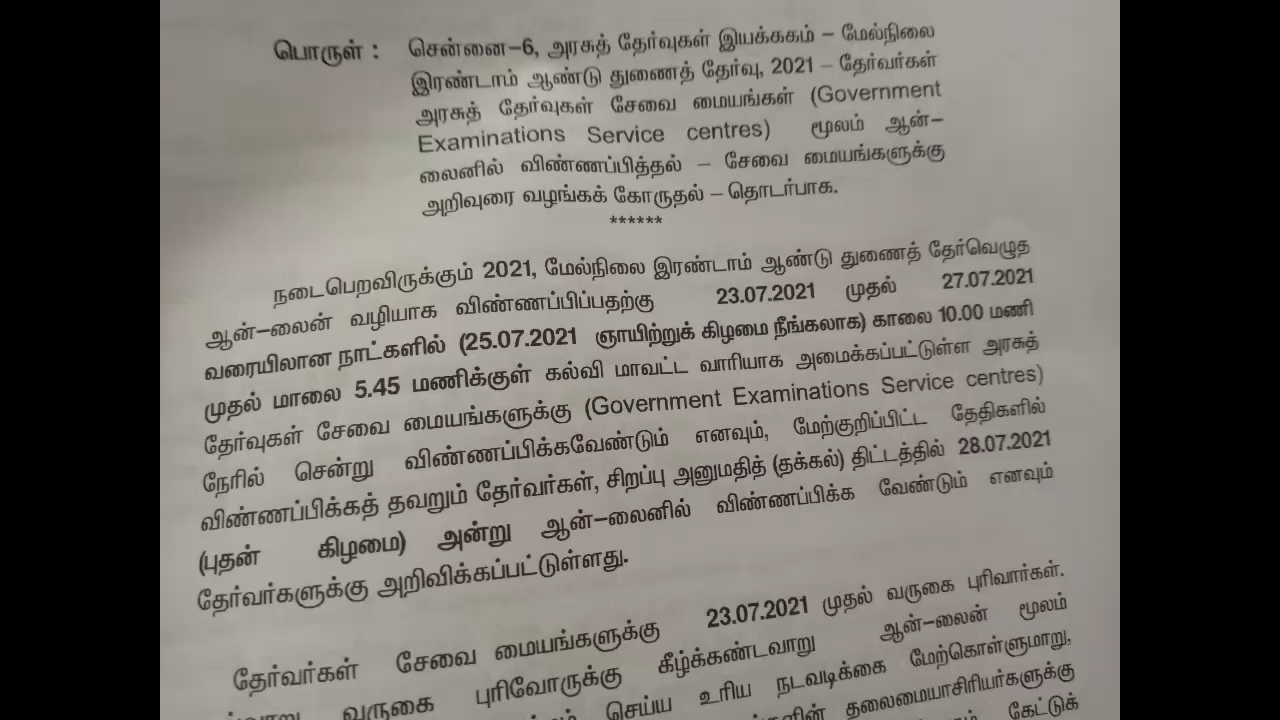 பொருள் : சென்னை–6, அரசுத் தேர்வுகள் இயக்ககம் – மேல்நிலை
இரண்டாம் ஆண்டு துணைத் தேர்வு, 2021 – தேர்வர்கள்
அரசுத் தேர்வுகள் சேவை மையங்கள் (Government
Examinations Service centres) மூலம் ஆன்–
லைனில் விண்ணப்பித்தல் – சேவை மையங்களுக்கு
அறிவுரை வழங்கக் கோருதல் – தொடர்பாக.
******
நடைபெறவிருக்கும் 2021, மேல்நிலை இரண்டாம் ஆண்டு துணைத் தேர்வெழுத
ஆன்–லைன் வழியாக விண்ணப்பிப்பதற்கு 23.07.2021 முதல் 27.07.2021
வரையிலான நாட்களில் (25.07.2021 ஞாயிற்றுக் கிழமை நீங்கலாக) காலை 10.00 மணி
முதல் மாலை 5.45 மணிக்குள் கல்வி மாவட்ட வாரியாக அமைக்கப்பட்டுள்ள அரசுத்
தேர்வுகள் சேவை மையங்களுக்கு (Government Examinations Service centres)
நேரில் சென்று விண்ணப்பிக்கவேண்டும் எனவும், மேற்குறிப்பிட்ட தேதிகளில்
விண்ணப்பிக்கத் தவறும் தேர்வர்கள், சிறப்பு அனுமதித் (தக்கல்) திட்டத்தில் 28.07.2021
(புதன் கிழமை) அன்று ஆன்–லைனில் விண்ணப்பிக்க வேண்டும் எனவும்
தேர்வர்களுக்கு அறிவிக்கப்பட்டுள்ளது.
தேர்வர்கள் சேவை மையங்களுக்கு 23.07.2021 முதல் வருகை புரிவார்கள்.
வருகை புரிவோருக்கு கீழ்க்கண்டவாறு ஆன்–லைன் மூலம்
செய்ய உரிய நடவடிக்கை மேற்கொள்ளுமாறு,
தலைமையாசிரியர்களுக்கு
கேட்டுக்